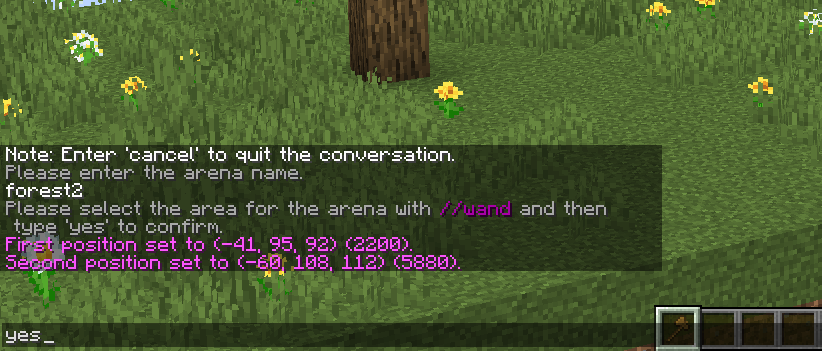 Note: Enter 'cancel' to quit the conversation.
Please enter the arena name.
forest2
Please select the area for the arena with //wand and then
type 'yes' to confirm.
First position set to (-41, 95, 92) (2200).
Second position set to (-60, 108, 112) (5880).
yes_